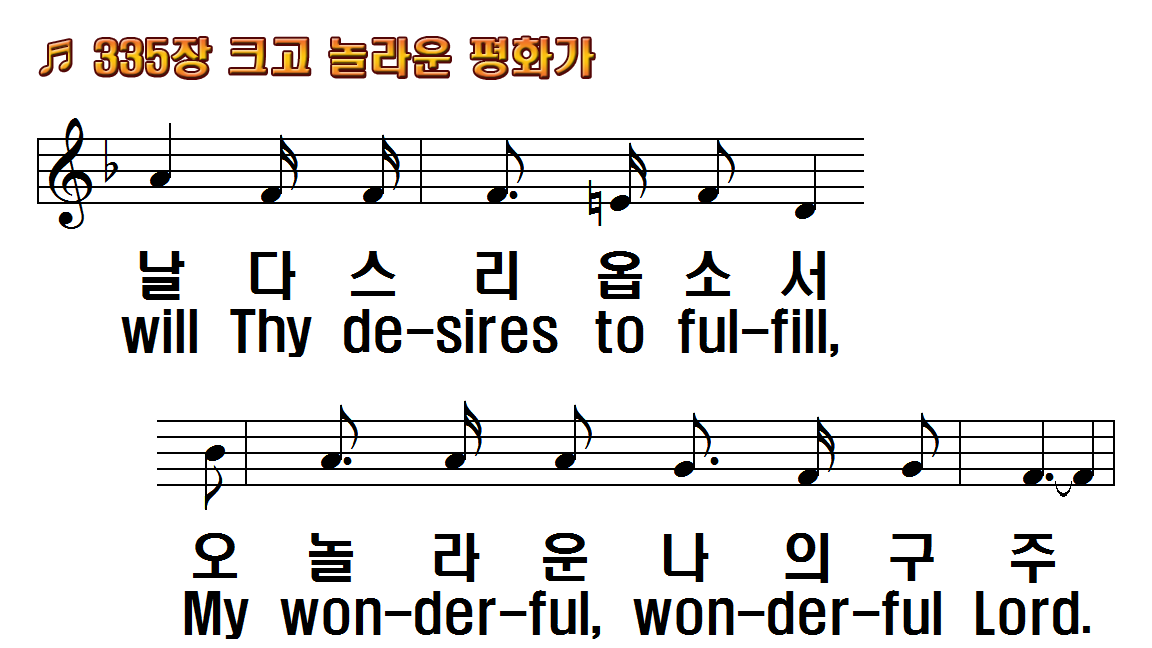 335장 크고 놀라운 평화가
날 다 스 리 옵 소 서
will Thy de-sires to ful-fill,
오 놀 라 운 나 의 구 주
My won-der-ful, won-der-ful Lord.